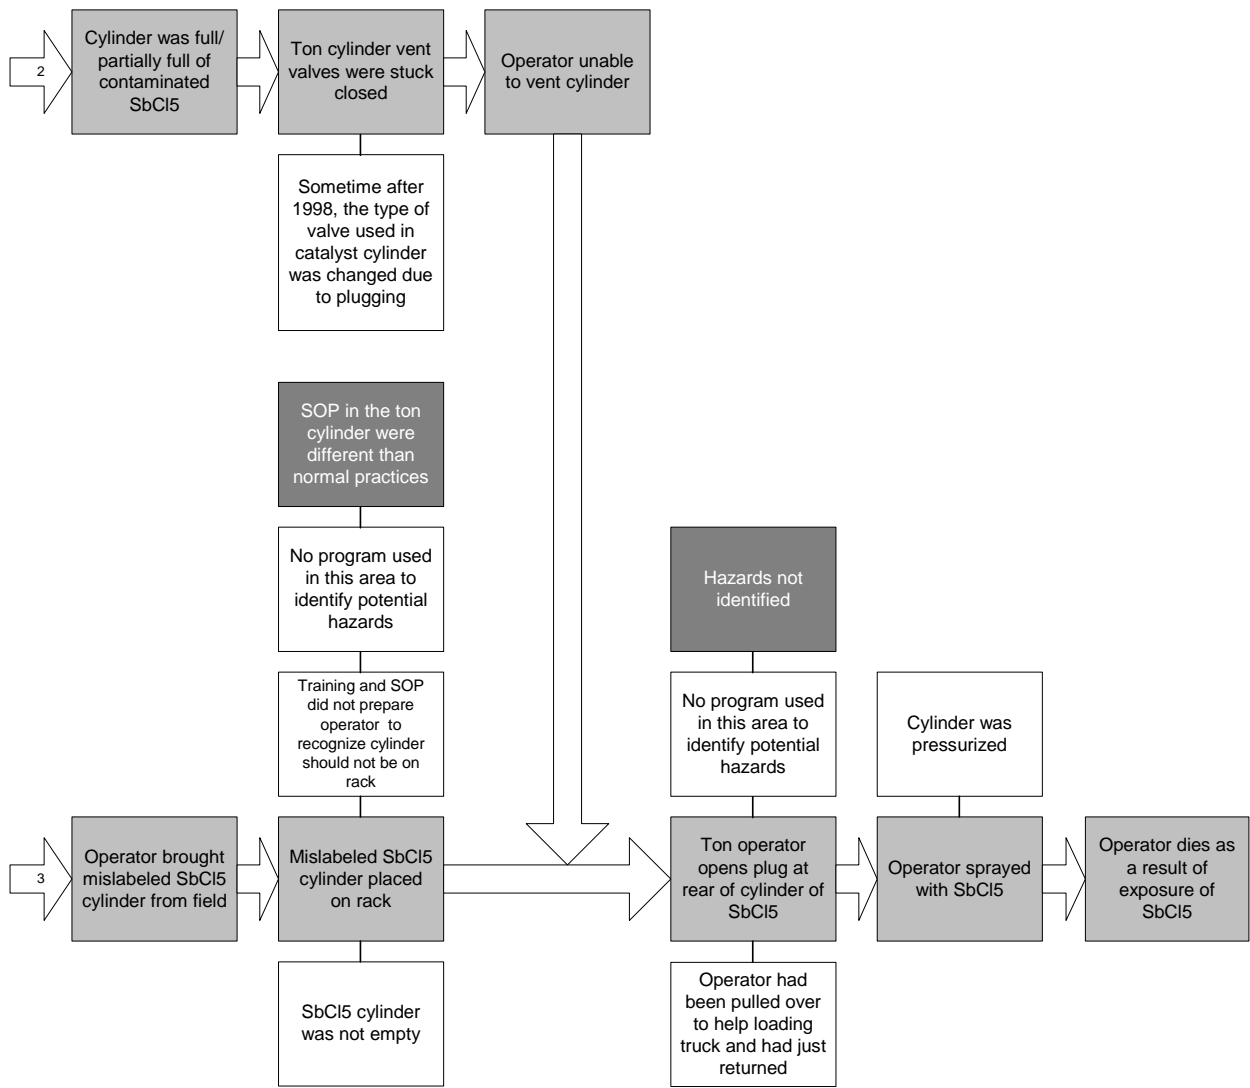 2
Cylinder was full/
partially full of
contaminated
SbCl5
Ton cylinder vent
valves were stuck
closed
Operator unable
to vent cylinder
Sometime after
1998, the type of
valve used in
catalyst cylinder
was changed due
to plugging
SOP in the ton
cylinder were
different than
normal practices
No program used
in this area to
identify potential
hazards
Training and SOP
did not prepare
operator to
recognize cylinder
should not be on
rack
Hazards not
identified
No program used
in this area to
identify potential
hazards
Cylinder was
pressurized
3
Operator brought
mislabeled SbCl5
cylinder from field
Mislabeled SbCl5
cylinder placed
on rack
Ton operator
opens plug at
rear of cylinder of
SbCl5
Operator sprayed
with SbCl5
Operator dies as
a result of
exposure of
SbCl5
SbCl5 cylinder
was not empty
Operator had
been pulled over
to help loading
truck and had just
returned